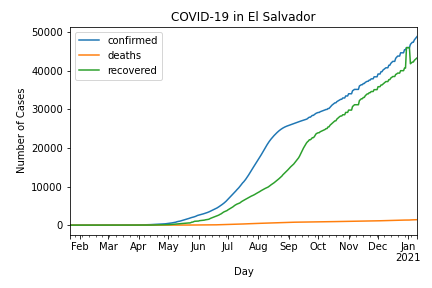 COVID-19 in El Salvador
50000
40000
30000
20000
10000
0
Number of Cases
confirmed
deaths
recovered
Feb Mar Apr May Jun Jul Aug Sep Oct Nov Dec Jan
2021
Day